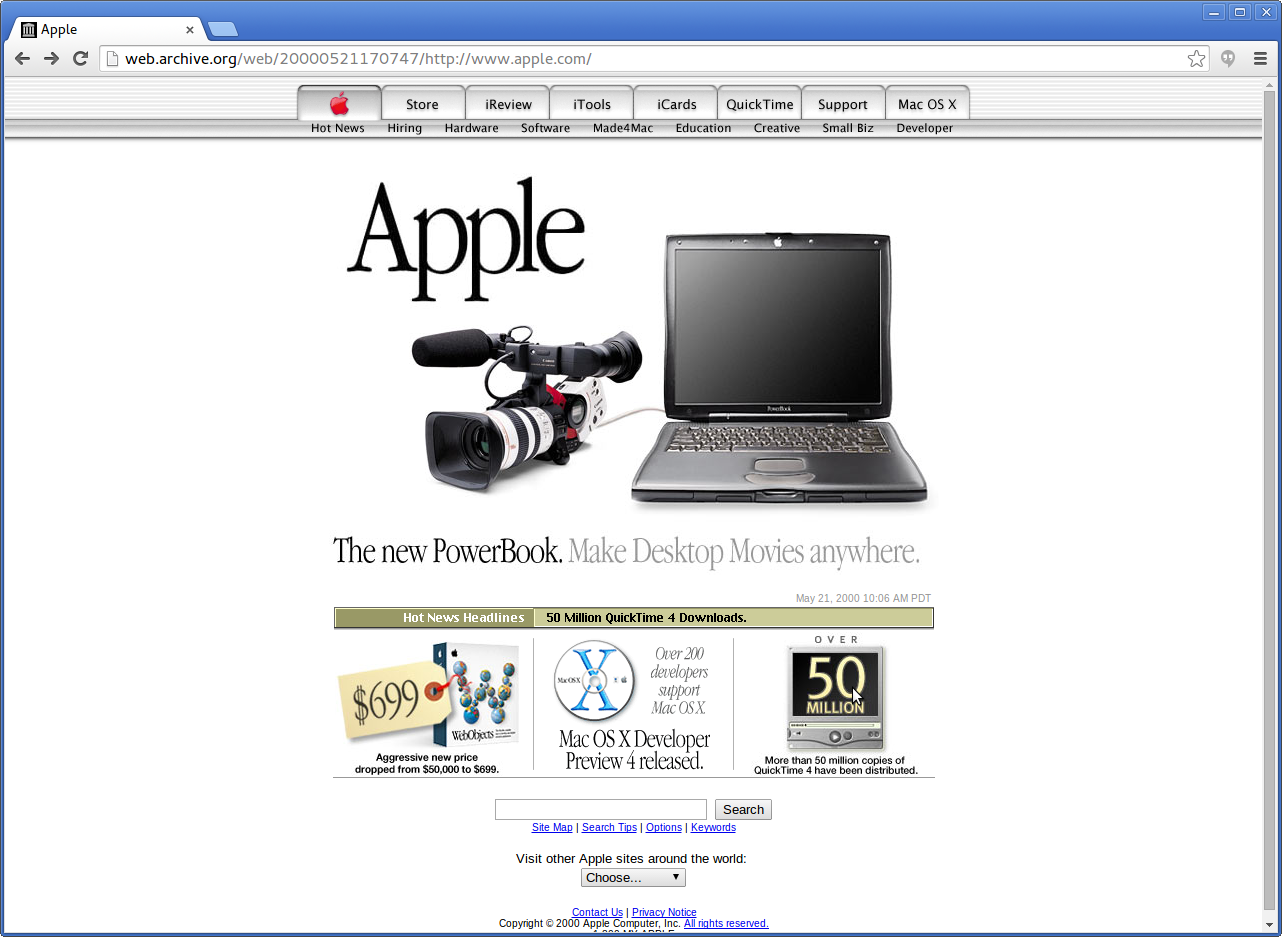 Apple
web.archive.org/web/20000521170747/http://www.apple.com/
Store iReview iTools iCards QuickTime Support Mac OS X
Hot News Hiring Hardware Software Made4Mac Education Creative Small Biz Developer
Apple
Canon
PowerBook
The new PowerBook. Make Desktop Movies anywhere.
May 21, 2000 10:06 AM PDT
Hot News Headlines 50 Million QuickTime 4 Downloads.
$699
WebObjects
Aggressive new price
dropped from $50,000 to $699.
Mac OS X
X
Over 200
developers
support
Mac OS X.
Mac OS X Developer
Preview 4 released.
OVER
50
MILLION
More than 50 million copies of
QuickTime 4 have been distributed.
Search
Site Map | Search Tips | Options | Keywords
Visit other Apple sites around the world:
Choose...
Contact Us | Privacy Notice
Copyright © 2000 Apple Computer, Inc. All rights reserved.